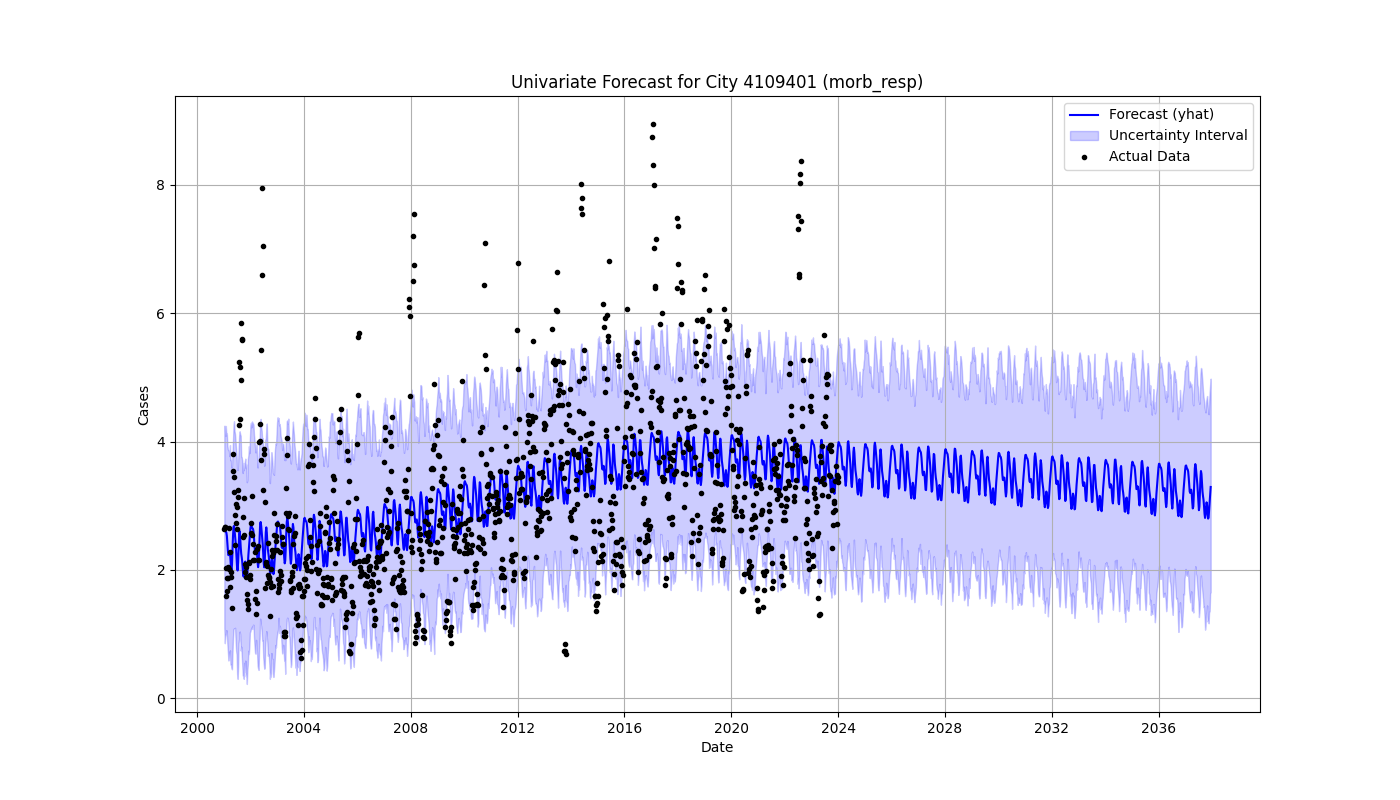 Univariate Forecast for City 4109401 (morb_resp)
Forecast (yhat)
Uncertainty Interval
Actual Data
Cases
8
6
4
2
0
2000 2004 2008 2012 2016 2020 2024 2028 2032 2036
Date